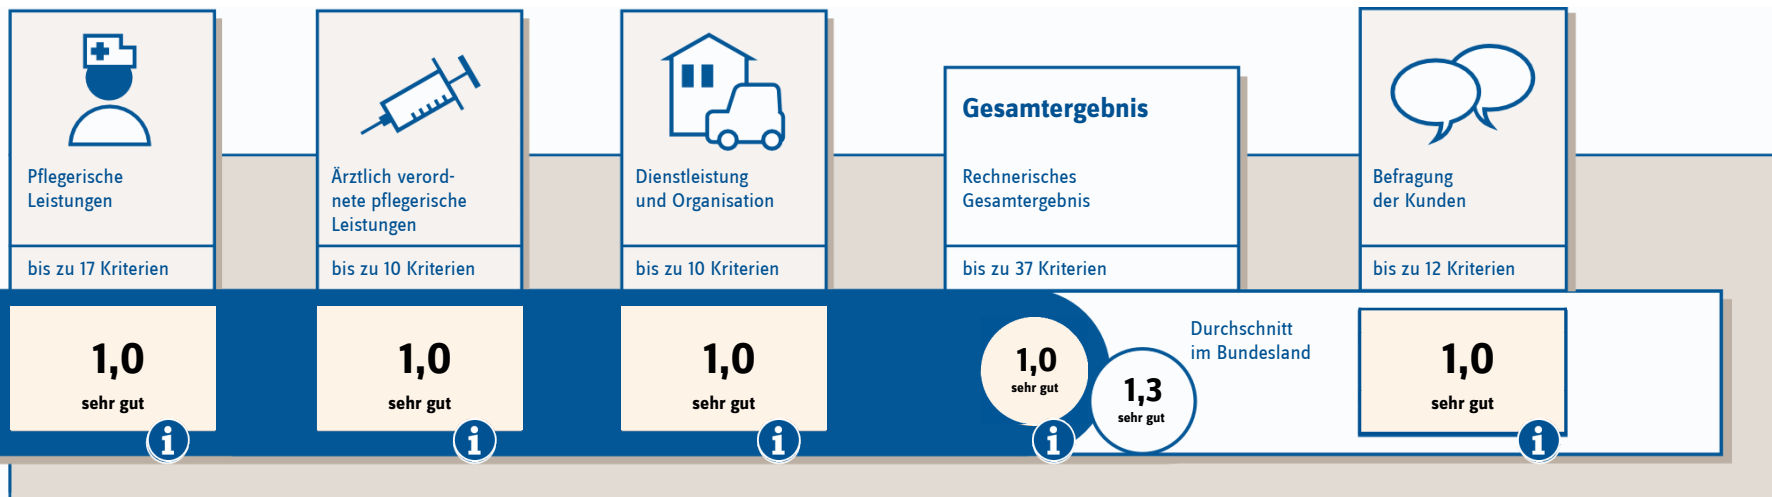 Pflegerische
Leistungen
bis zu 17 Kriterien
1,0
sehr gut
i
Ärztlich verord-
nete pflegerische
Leistungen
bis zu 10 Kriterien
1,0
sehr gut
i
Dienstleistung
und Organisation
bis zu 10 Kriterien
1,0
sehr gut
i
Gesamtergebnis
Rechnerisches
Gesamtergebnis
bis zu 37 Kriterien
1,0
sehr gut
i
1,3
sehr gut
Durchschnitt
im Bundesland
Befragung
der Kunden
bis zu 12 Kriterien
1,0
sehr gut
i